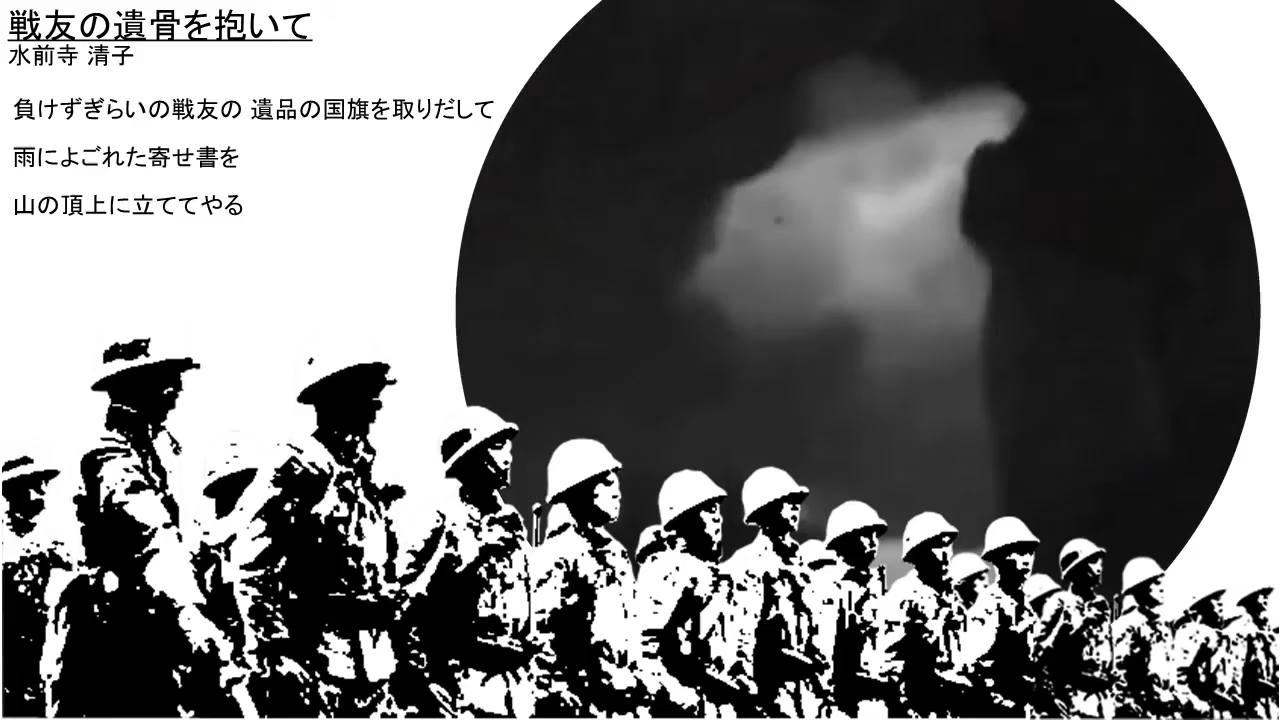 戦友の遺骨を抱いて
水前寺 清子
負けずぎらいの戦友の 遺品の国旗を取りだして
雨によごれた寄せ書を
山の頂上に立ててやる